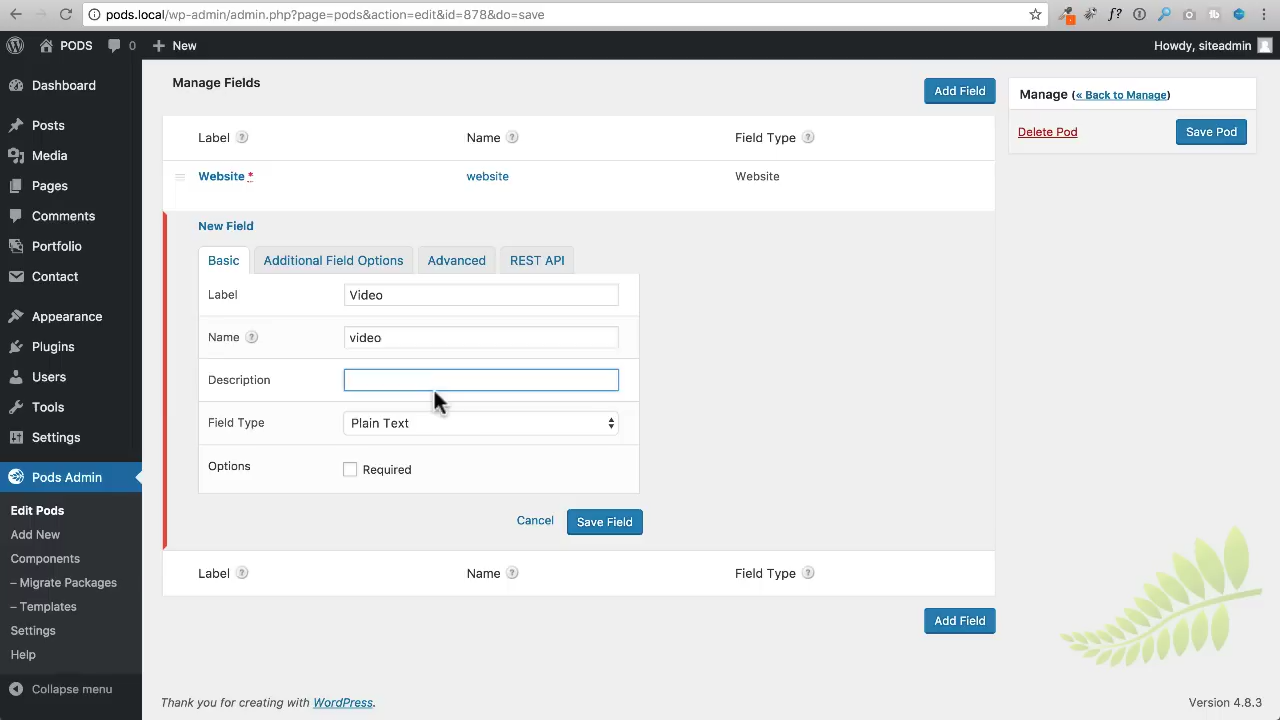 pods.local/wp-admin/admin.php?page=pods&action=edit&id=878&do=save
PODS
0
New
Howdy, siteadmin
Dashboard
Posts
Media
Pages
Comments
Portfolio
Contact
Appearance
Plugins
Users
Tools
Settings
Pods Admin
Edit Pods
Add New
Components
– Migrate Packages
– Templates
Settings
Help
Collapse menu
Manage Fields
Add Field
Label ? Name ? Field Type ?
Website * website Website
New Field
Basic Additional Field Options Advanced REST API
Label Video
Name ? video
Description
Field Type Plain Text
Options Required
Cancel Save Field
Label ? Name ? Field Type ?
Add Field
Manage (« Back to Manage)
Delete Pod Save Pod
Thank you for creating with WordPress.
Version 4.8.3